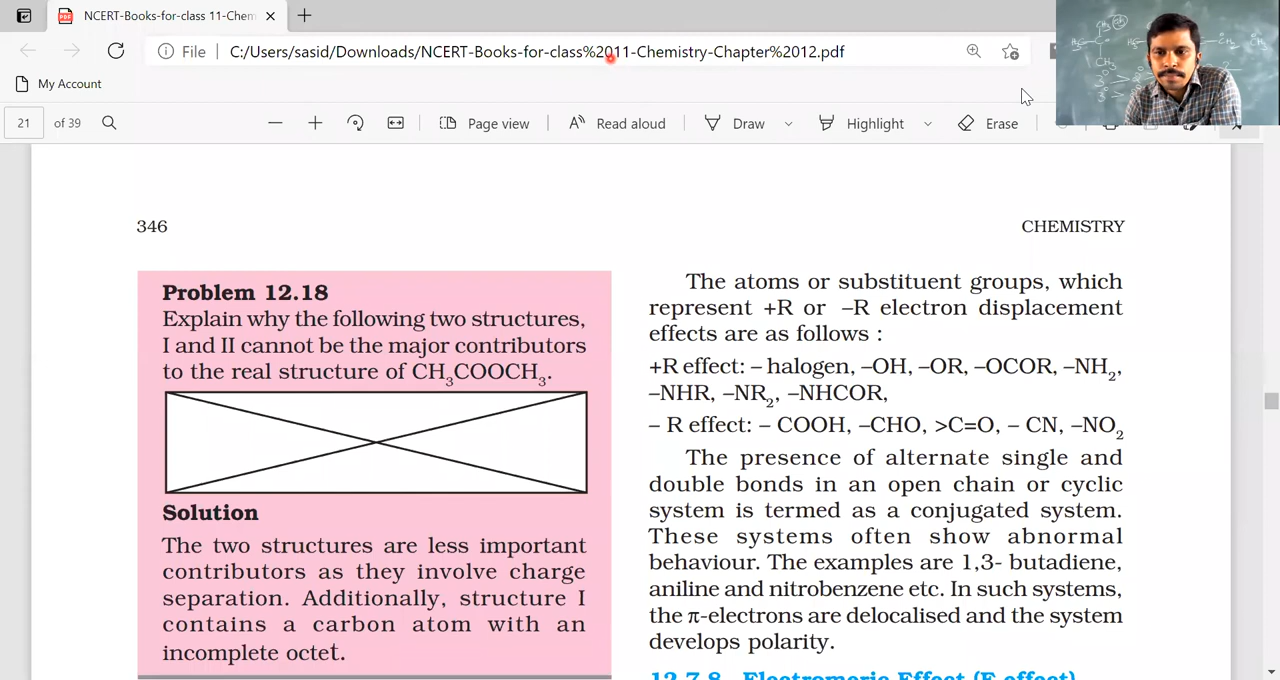 NCERT-Books-for-class 11-Chem
File
C:/Users/sasid/Downloads/NCERT-Books-for-class%2011-Chemistry-Chapter%2012.pdf
My Account
21 of 39
Page view
Read aloud
Draw
Highlight
Erase
346
CHEMISTRY
Problem 12.18
Explain why the following two structures,
I and II cannot be the major contributors
to the real structure of CH₃COOCH₃.
Solution
The two structures are less important
contributors as they involve charge
separation. Additionally, structure I
contains a carbon atom with an
incomplete octet.
The atoms or substituent groups, which
represent +R or –R electron displacement
effects are as follows :
+R effect: – halogen, –OH, –OR, –OCOR, –NH₂,
–NHR, –NR₂, –NHCOR,
– R effect: – COOH, –CHO, >C=O, – CN, –NO₂
The presence of alternate single and
double bonds in an open chain or cyclic
system is termed as a conjugated system.
These systems often show abnormal
behaviour. The examples are 1,3- butadiene,
aniline and nitrobenzene etc. In such systems,
the π-electrons are delocalised and the system
develops polarity.
12.7.8 Electromeric Effect (E effect)